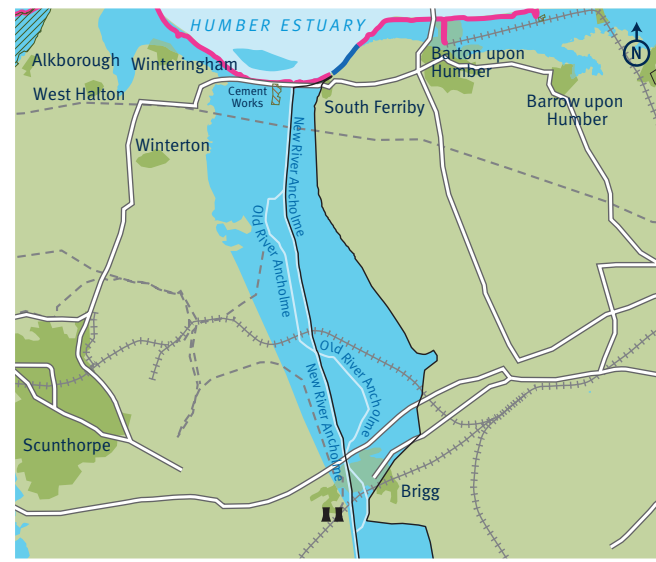 HUMBER ESTUARY
Alkborough
Winteringham
Barton upon
Humber
West Halton
Cement
Works
South Ferriby
Barrow upon
Humber
New River Ancholme
Winterton
Old River Ancholme
Old River Ancholme
New River Ancholme
Scunthorpe
Brigg
N